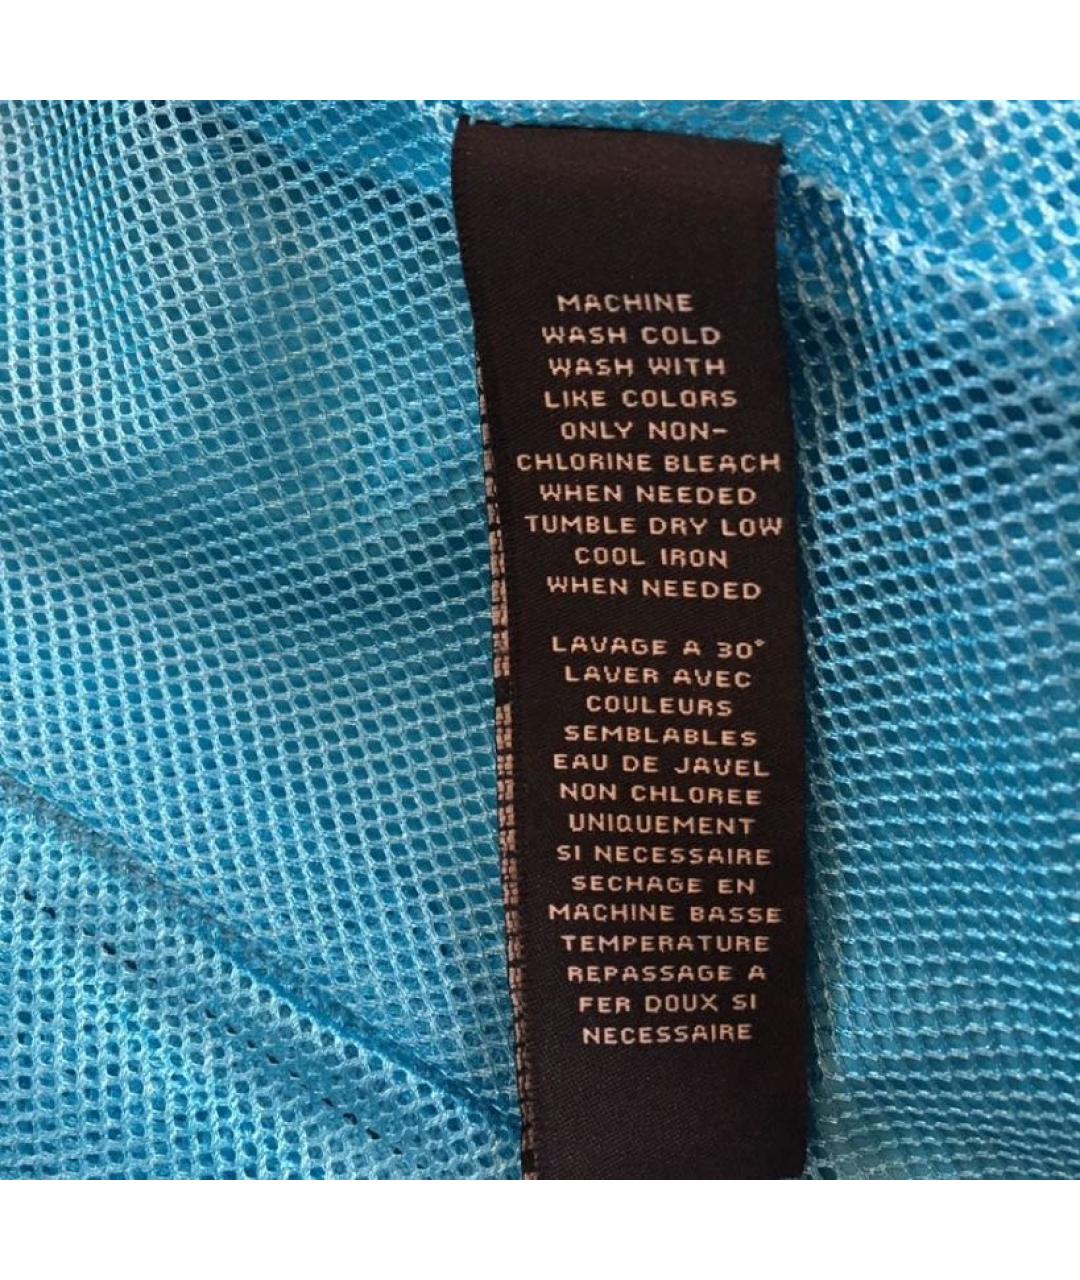 MACHINE
WASH COLD
WASH WITH
LIKE COLORS
ONLY NON-
CHLORINE BLEACH
WHEN NEEDED
TUMBLE DRY LOW
COOL IRON
WHEN NEEDED
LAVAGE A 30°
LAVER AVEC
COULEURS
SEMBLABLES
EAU DE JAVEL
NON CHLOREE
UNIQUEMENT
SI NECESSAIRE
SECHAGE EN
MACHINE BASSE
TEMPERATURE
REPASSAGE A
FER DOUX SI
NECESSAIRE